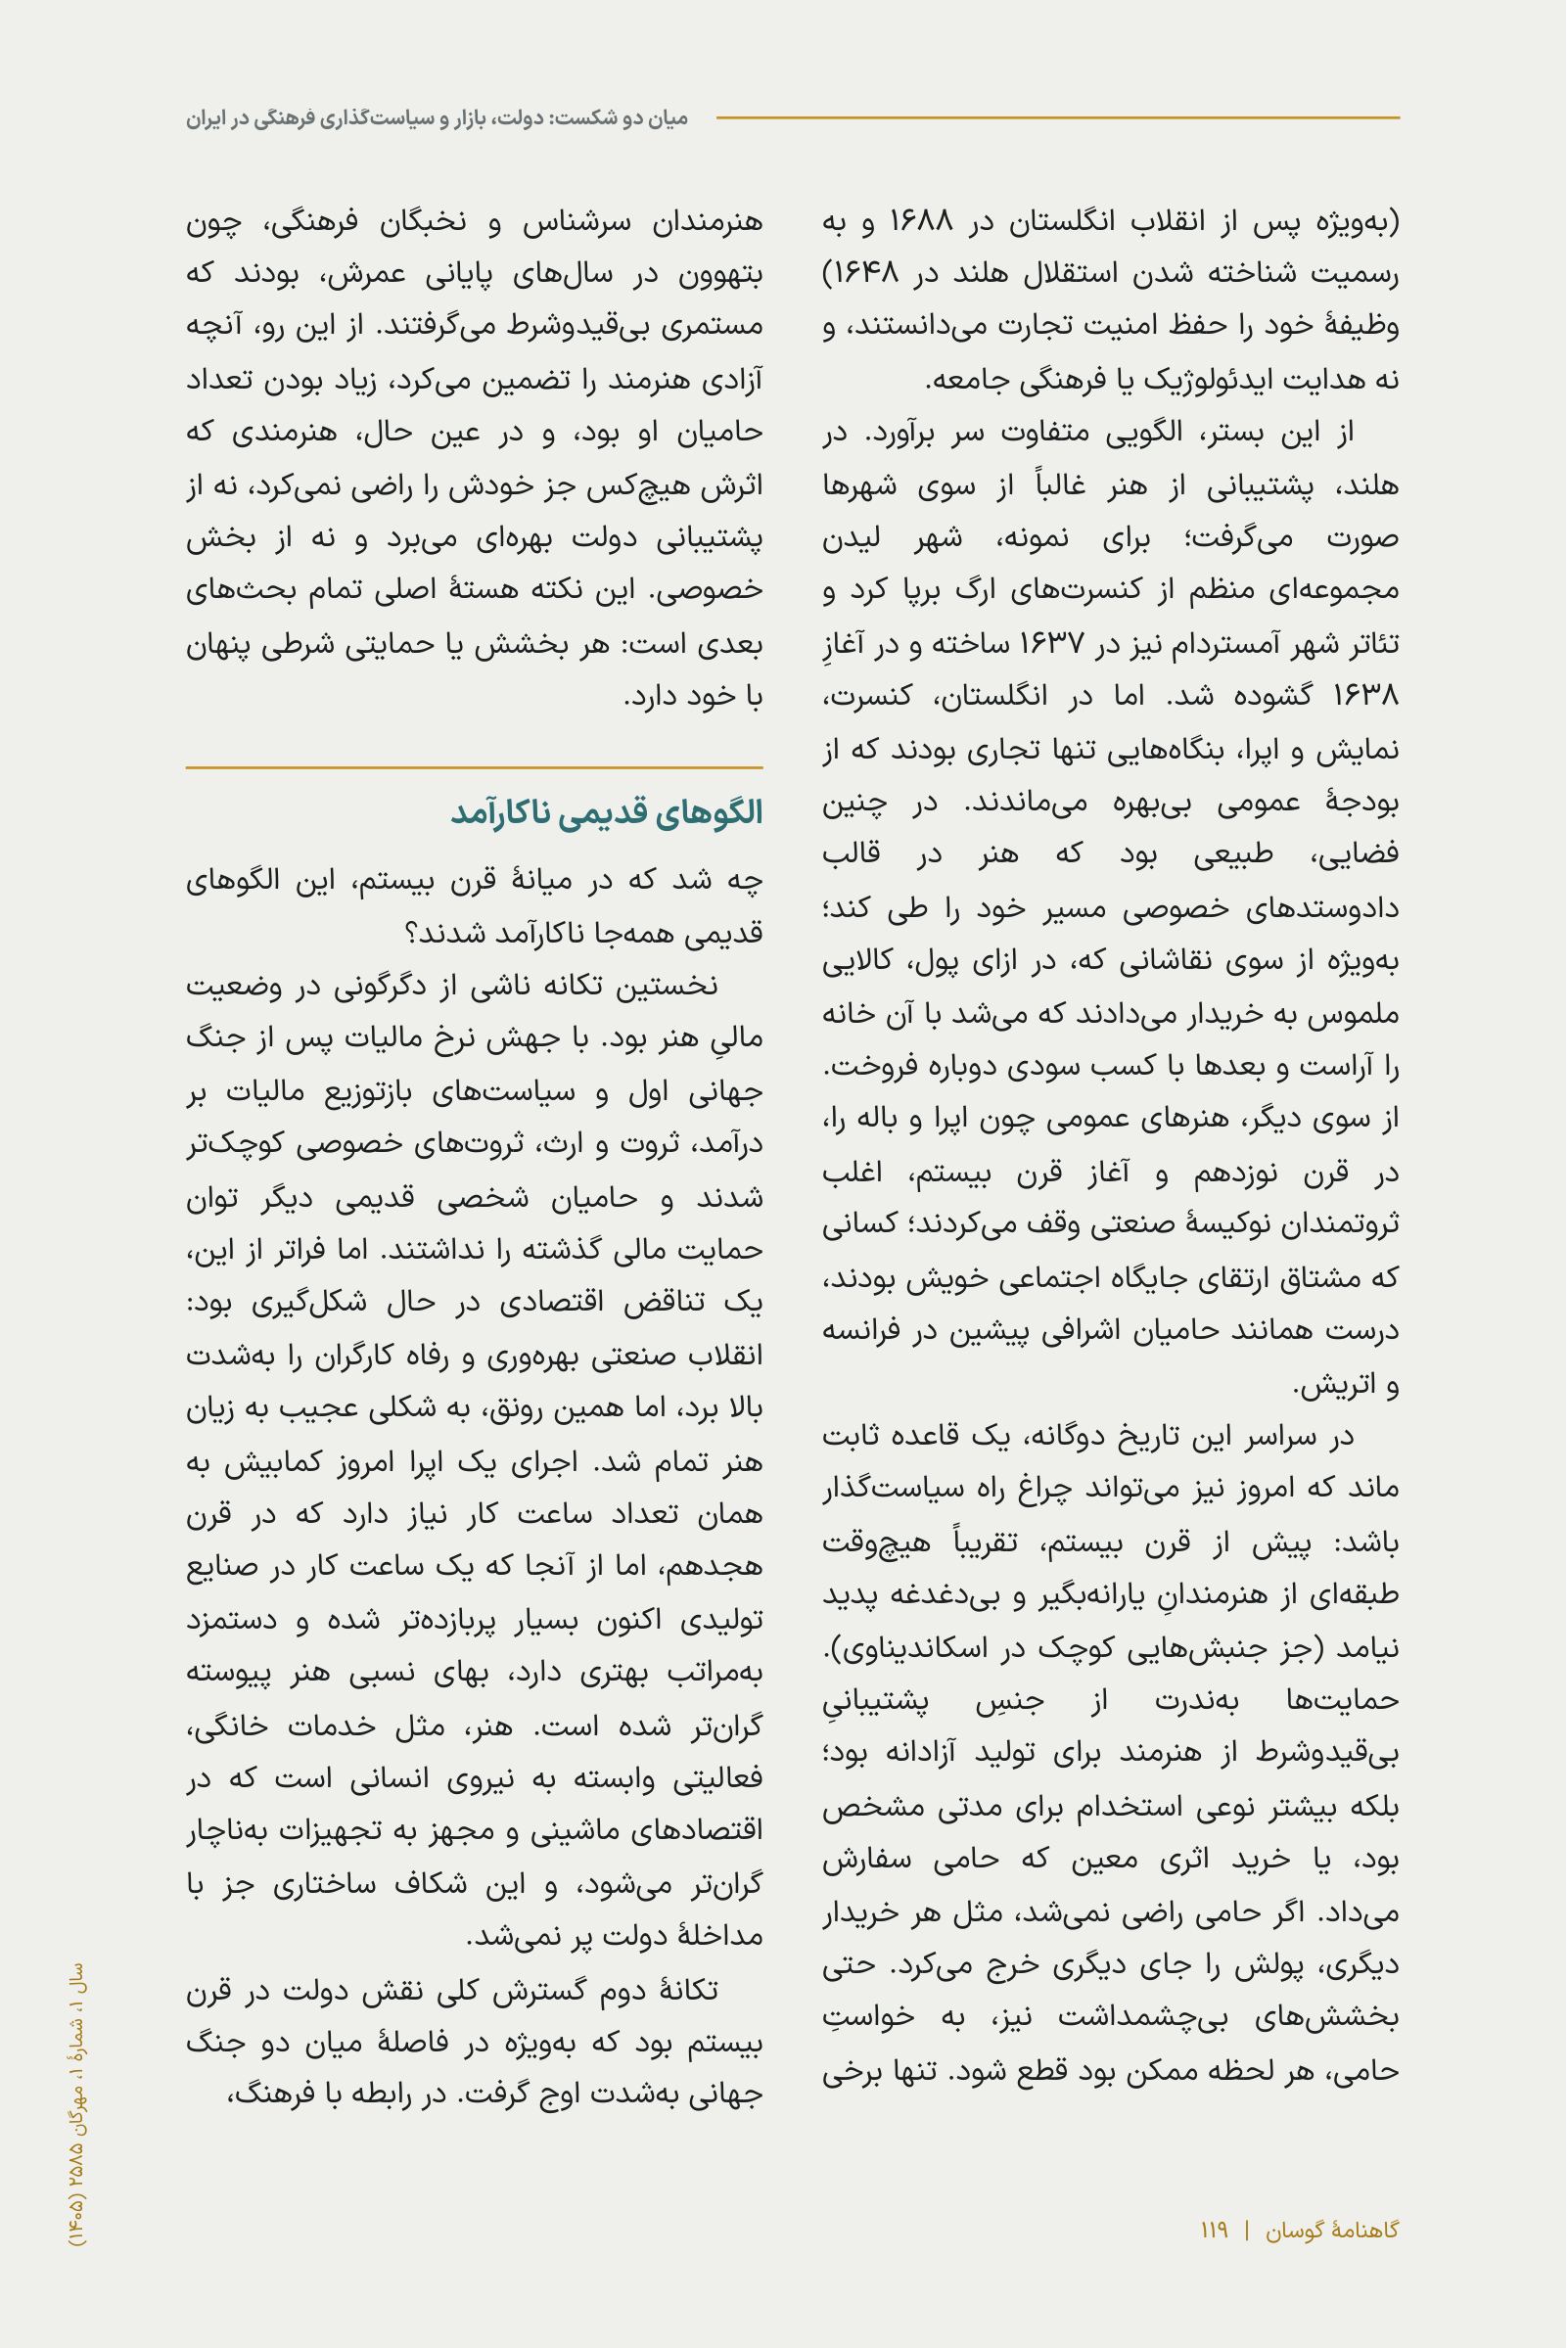 میان دو شکست: دولت، بازار و سیاست‌گذاری فرهنگی در ایران
(به‌ویژه پس از انقلاب انگلستان در ۱۶۸۸ و به
رسمیت شناخته شدن استقلال هلند در ۱۶۴۸)
وظیفهٔ خود را حفظ امنیت تجارت می‌دانستند، و
نه هدایت ایدئولوژیک یا فرهنگی جامعه.
از این بستر، الگویی متفاوت سر برآورد. در
هلند، پشتیبانی از هنر غالباً از سوی شهرها
صورت می‌گرفت؛ برای نمونه، شهر لیدن
مجموعه‌ای منظم از کنسرت‌های ارگ برپا کرد و
تئاتر شهر آمستردام نیز در ۱۶۳۷ ساخته و در آغازِ
۱۶۳۸ گشوده شد. اما در انگلستان، کنسرت،
نمایش و اپرا، بنگاه‌هایی تنها تجاری بودند که از
بودجهٔ عمومی بی‌بهره می‌ماندند. در چنین
فضایی، طبیعی بود که هنر در قالب
دادوستدهای خصوصی مسیر خود را طی کند؛
به‌ویژه از سوی نقاشانی که، در ازای پول، کالایی
ملموس به خریدار می‌دادند که می‌شد با آن خانه
را آراست و بعدها با کسب سودی دوباره فروخت.
از سوی دیگر، هنرهای عمومی چون اپرا و باله را،
در قرن نوزدهم و آغاز قرن بیستم، اغلب
ثروتمندان نوکیسهٔ صنعتی وقف می‌کردند؛ کسانی
که مشتاق ارتقای جایگاه اجتماعی خویش بودند،
درست همانند حامیان اشرافی پیشین در فرانسه
و اتریش.
در سراسر این تاریخ دوگانه، یک قاعده ثابت
ماند که امروز نیز می‌تواند چراغ راه سیاست‌گذار
باشد: پیش از قرن بیستم، تقریباً هیچ‌وقت
طبقه‌ای از هنرمندانِ یارانه‌بگیر و بی‌دغدغه پدید
نیامد (جز جنبش‌هایی کوچک در اسکاندیناوی).
حمایت‌ها به‌ندرت از جنسِ پشتیبانیِ
بی‌قیدوشرط از هنرمند برای تولید آزادانه بود؛
بلکه بیشتر نوعی استخدام برای مدتی مشخص
بود، یا خرید اثری معین که حامی سفارش
می‌داد. اگر حامی راضی نمی‌شد، مثل هر خریدار
دیگری، پولش را جای دیگری خرج می‌کرد. حتی
بخشش‌های بی‌چشمداشت نیز، به خواستِ
حامی، هر لحظه ممکن بود قطع شود. تنها برخی
هنرمندان سرشناس و نخبگان فرهنگی، چون
بتهوون در سال‌های پایانی عمرش، بودند که
مستمری بی‌قیدوشرط می‌گرفتند. از این رو، آنچه
آزادی هنرمند را تضمین می‌کرد، زیاد بودن تعداد
حامیان او بود، و در عین حال، هنرمندی که
اثرش هیچ‌کس جز خودش را راضی نمی‌کرد، نه از
پشتیبانی دولت بهره‌ای می‌برد و نه از بخش
خصوصی. این نکته هستهٔ اصلی تمام بحث‌های
بعدی است: هر بخشش یا حمایتی شرطی پنهان
با خود دارد.
الگوهای قدیمی ناکارآمد
چه شد که در میانهٔ قرن بیستم، این الگوهای
قدیمی همه‌جا ناکارآمد شدند؟
نخستین تکانه ناشی از دگرگونی در وضعیت
مالیِ هنر بود. با جهش نرخ مالیات پس از جنگ
جهانی اول و سیاست‌های بازتوزیع مالیات بر
درآمد، ثروت و ارث، ثروت‌های خصوصی کوچک‌تر
شدند و حامیان شخصی قدیمی دیگر توان
حمایت مالی گذشته را نداشتند. اما فراتر از این،
یک تناقض اقتصادی در حال شکل‌گیری بود:
انقلاب صنعتی بهره‌وری و رفاه کارگران را به‌شدت
بالا برد، اما همین رونق، به شکلی عجیب به زیان
هنر تمام شد. اجرای یک اپرا امروز کمابیش به
همان تعداد ساعت کار نیاز دارد که در قرن
هجدهم، اما از آنجا که یک ساعت کار در صنایع
تولیدی اکنون بسیار پربازده‌تر شده و دستمزد
به‌مراتب بهتری دارد، بهای نسبی هنر پیوسته
گران‌تر شده است. هنر، مثل خدمات خانگی،
فعالیتی وابسته به نیروی انسانی است که در
اقتصادهای ماشینی و مجهز به تجهیزات به‌ناچار
گران‌تر می‌شود، و این شکاف ساختاری جز با
مداخلهٔ دولت پر نمی‌شد.
تکانهٔ دوم گسترش کلی نقش دولت در قرن
بیستم بود که به‌ویژه در فاصلهٔ میان دو جنگ
جهانی به‌شدت اوج گرفت. در رابطه با فرهنگ،
سال ۱، شمارهٔ ۱، مهرگان ۲۵۸۵ (۱۴۰۵)
گاهنامهٔ گوسان | ۱۱۹